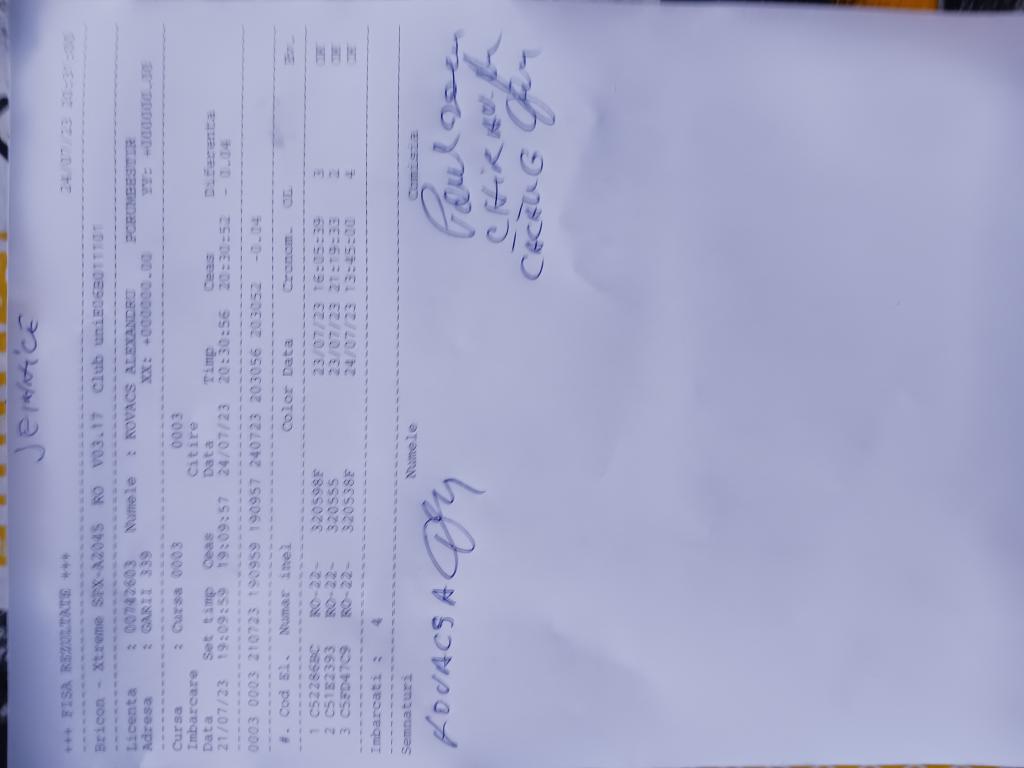 JEIMNICE
+++ FISA REZULTATE +++ 24/07/23 20:37:00
Bricon - Xtreme SPX-A204S RO V03.17 Club uniE06B011101
Licenta : 00742603 Numele : KOVACS ALEXANDRU PORUMBESTIR
Adresa : GARII 339 XX: +000000.00 YY: +000000.00
Cursa : Cursa 0003 0003
Imbarcare Citire
Data Set timp Ceas Data Timp Ceas Diferenta
21/07/23 19:09:59 19:09:57 24/07/23 20:30:56 20:30:52 - 0.04
0003 0003 210723 190959 190957 240723 203056 203052 -0.04
#. Cod El. Numar inel Color Data Cronom. OL Er.
1 C52286BC RO-22- 320598F 23/07/23 16:05:39 3 OK
2 C51E2393 RO-22- 320555 23/07/23 21:19:33 2 OK
3 C5FD47C9 RO-22- 320538F 24/07/23 13:45:00 4 OK
Imbarcati : 4
Semnaturi Numele Comisia
KOVACS A